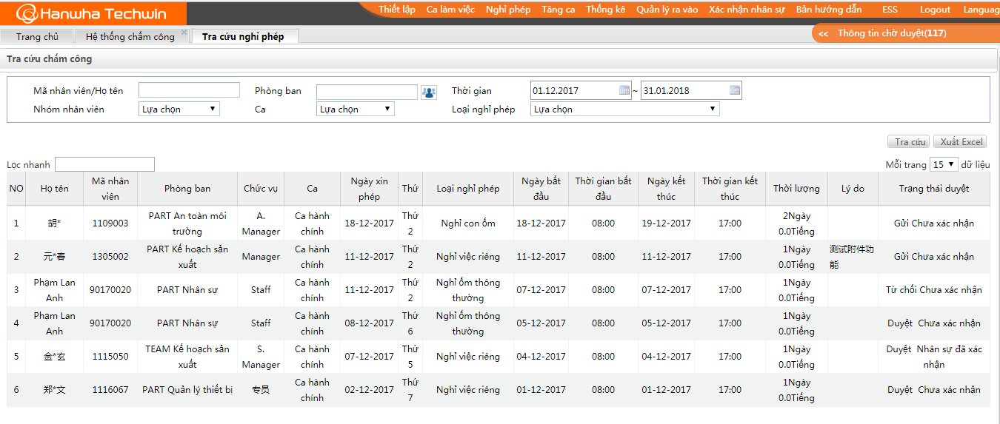 Hanwha Techwin
Thiết lập Ca làm việc Nghỉ phép Tăng ca Thống kê Quản lý ra vào Xác nhận nhân sự Bản hướng dẫn ESS Logout Languag
Trang chủ Hệ thống chấm công Tra cứu nghỉ phép
<< Thông tin chờ duyệt(117)
Tra cứu chấm công
Mã nhân viên/Họ tên Phòng ban Thời gian 01.12.2017 ~ 31.01.2018
Nhóm nhân viên Lựa chọn Ca Lựa chọn Loại nghỉ phép Lựa chọn
Tra cứu Xuất Excel
Lọc nhanh Mỗi trang 15 dữ liệu
NO Họ tên Mã nhân viên Phòng ban Chức vụ Ca Ngày xin phép Thứ Loại nghỉ phép Ngày bắt đầu Thời gian bắt đầu Ngày kết thúc Thời gian kết thúc Thời lượng Lý do Trạng thái duyệt
1 胡* 1109003 PART An toàn môi trường A. Manager Ca hành chính 18-12-2017 Thứ 2 Nghỉ con ốm 18-12-2017 08:00 19-12-2017 17:00 2Ngày 0.0Tiếng Gửi Chưa xác nhận
2 元*春 1305002 PART Kế hoạch sản xuất Manager Ca hành chính 11-12-2017 Thứ 2 Nghỉ việc riêng 11-12-2017 08:00 11-12-2017 17:00 1Ngày 0.0Tiếng 测试附件功能 Gửi Chưa xác nhận
3 Phạm Lan Anh 90170020 PART Nhân sự Staff Ca hành chính 11-12-2017 Thứ 2 Nghỉ ốm thông thường 07-12-2017 08:00 07-12-2017 17:00 1Ngày 0.0Tiếng Từ chối Chưa xác nhận
4 Phạm Lan Anh 90170020 PART Nhân sự Staff Ca hành chính 08-12-2017 Thứ 6 Nghỉ ốm thông thường 05-12-2017 08:00 05-12-2017 17:00 1Ngày 0.0Tiếng Duyệt Chưa xác nhận
5 金*玄 1115050 TEAM Kế hoạch sản xuất S. Manager Ca hành chính 07-12-2017 Thứ 5 Nghỉ việc riêng 04-12-2017 08:00 04-12-2017 17:00 1Ngày 0.0Tiếng Duyệt Nhân sự đã xác nhận
6 郑*文 1116067 PART Quản lý thiết bị 专员 Ca hành chính 02-12-2017 Thứ 7 Nghỉ việc riêng 01-12-2017 08:00 01-12-2017 17:00 1Ngày 0.0Tiếng Duyệt Chưa xác nhận